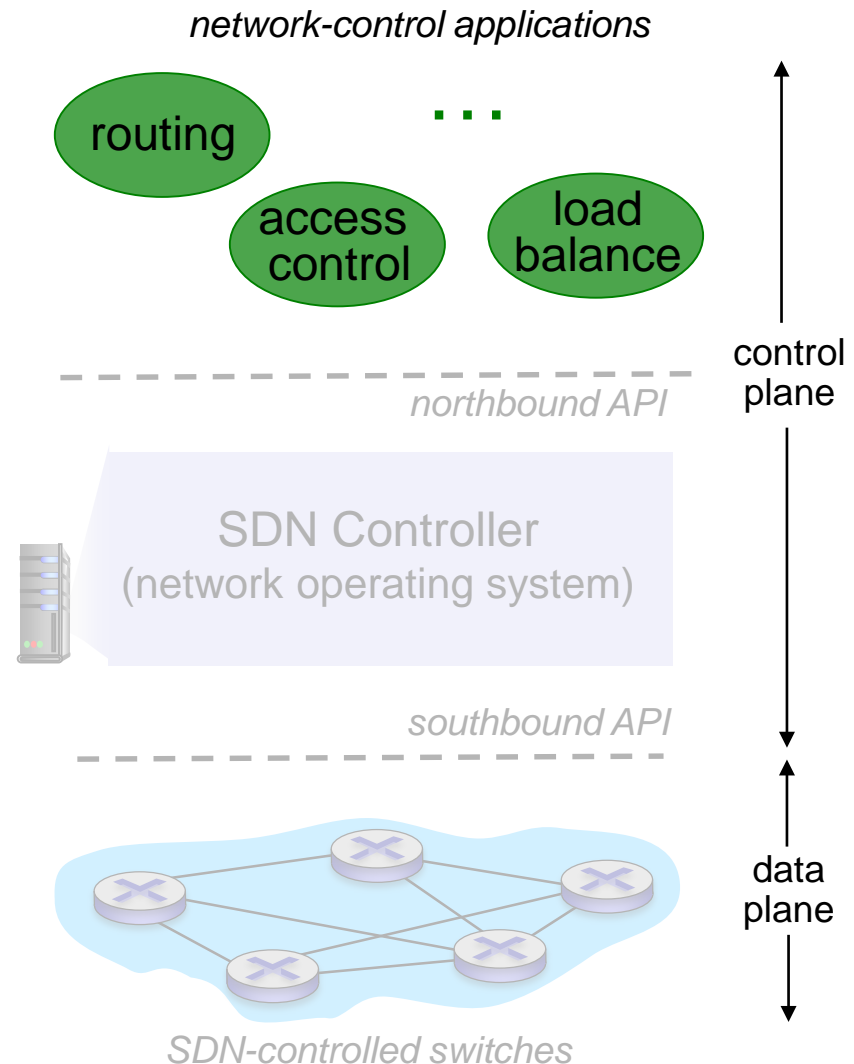 network-control applications
routing
...
access
control
load
balance
control
plane
northbound API
SDN Controller
(network operating system)
southbound API
data
plane
SDN-controlled switches